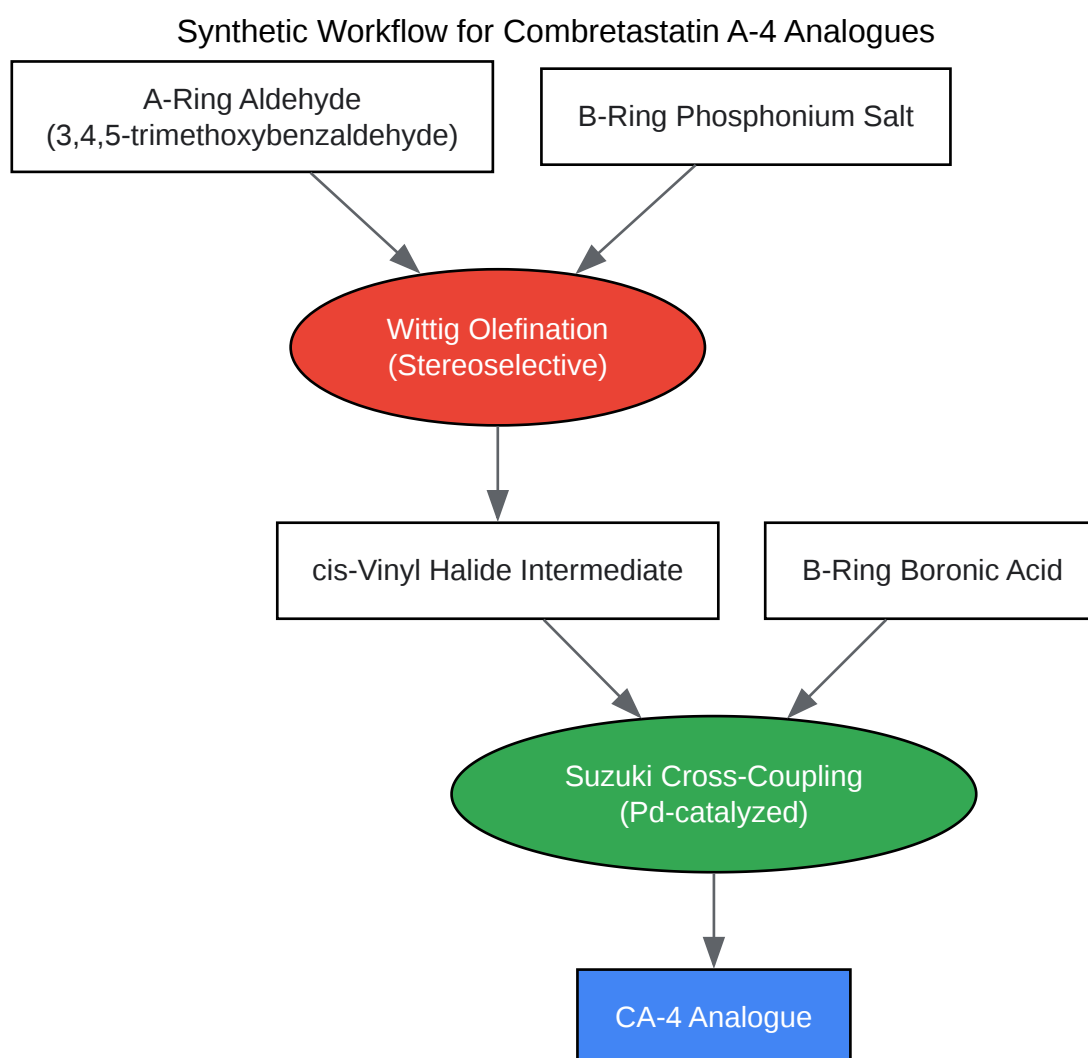 Synthetic Workflow for Combretastatin A-4 Analogues
A-Ring Aldehyde
(3,4,5-trimethoxybenzaldehyde)
B-Ring Phosphonium Salt
Wittig Olefination
(Stereoselective)
cis-Vinyl Halide Intermediate
B-Ring Boronic Acid
Suzuki Cross-Coupling
(Pd-catalyzed)
CA-4 Analogue